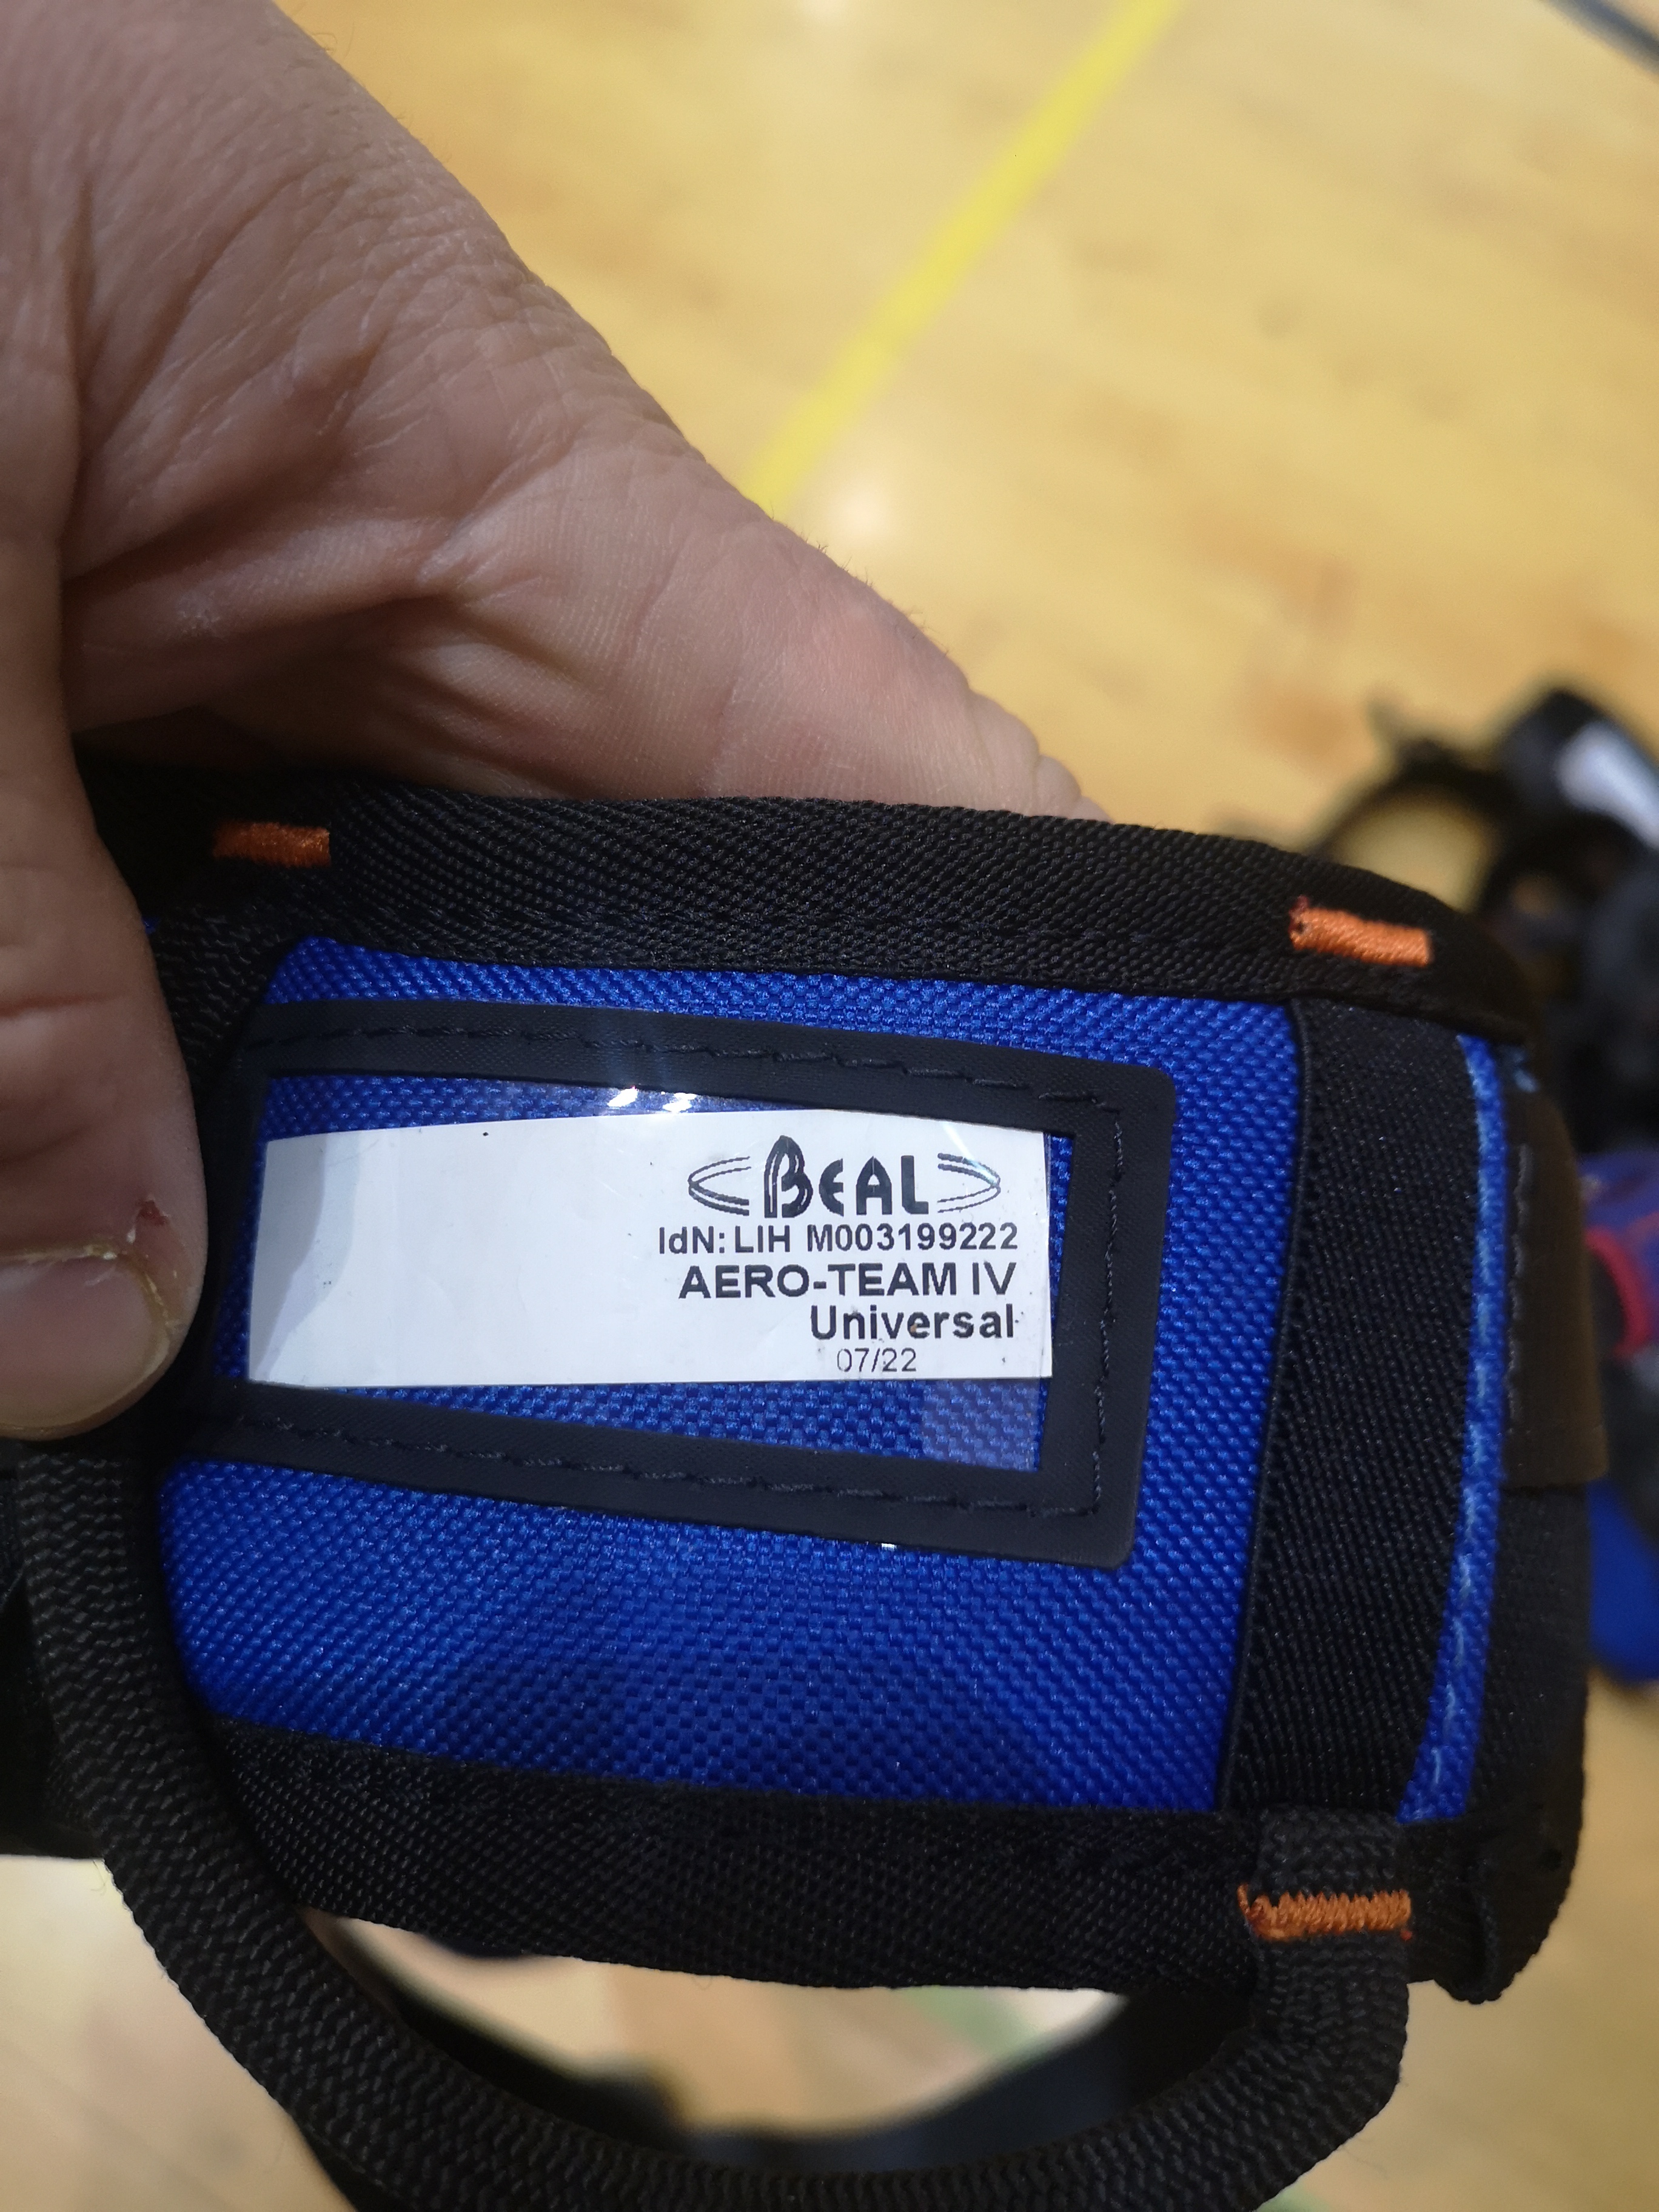 BEAL
IdN: LIH M003199222
AERO-TEAM IV
Universal
07/22